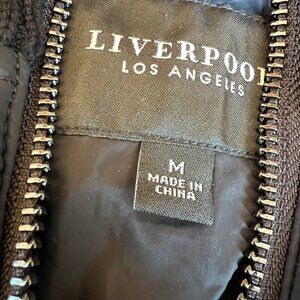 LIVERPOOL
LOS ANGELES
M
MADE IN
CHINA